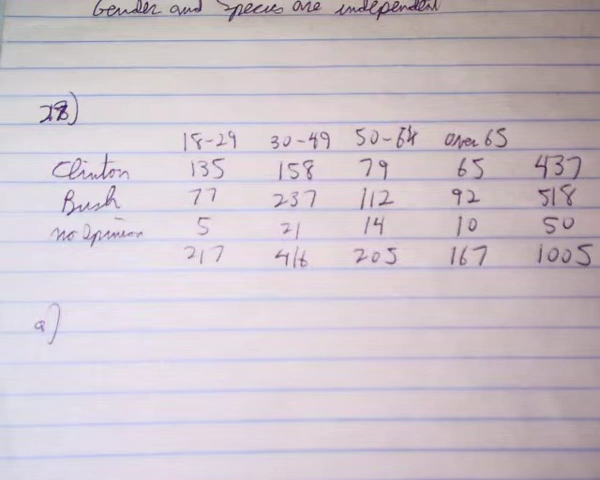 Gender and Species are independent
28)
18-29 30-49 50-64 over 65
Clinton 135 158 79 65 437
Bush 77 237 112 92 518
no opinion 5 21 14 10 50
217 416 205 167 1005
a)